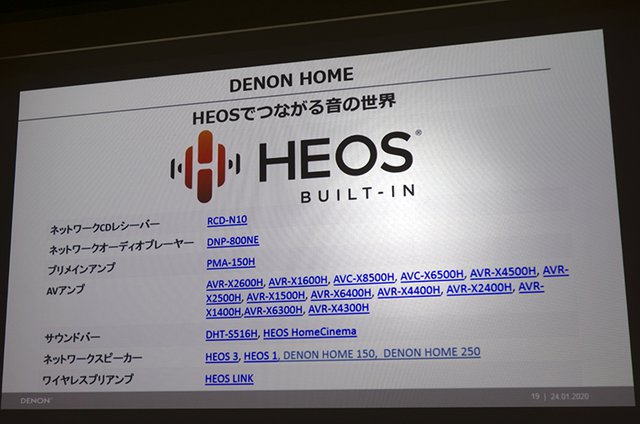 DENON HOME
HEOSでつながる音の世界
HEOS®
BUILT-IN
ネットワークCDレシーバー RCD-N10
ネットワークオーディオプレーヤー DNP-800NE
プリメインアンプ PMA-150H
AVアンプ AVR-X2600H, AVR-X1600H, AVC-X8500H, AVC-X6500H, AVR-X4500H, AVR-
X2500H, AVR-X1500H, AVR-X6400H, AVR-X4400H, AVR-X2400H, AVR-
X1400H,AVR-X6300H, AVR-X4300H
サウンドバー DHT-S516H, HEOS HomeCinema
ネットワークスピーカー HEOS 3, HEOS 1, DENON HOME 150, DENON HOME 250
ワイヤレスプリアンプ HEOS LINK
DENON® 19 | 24.01.2020